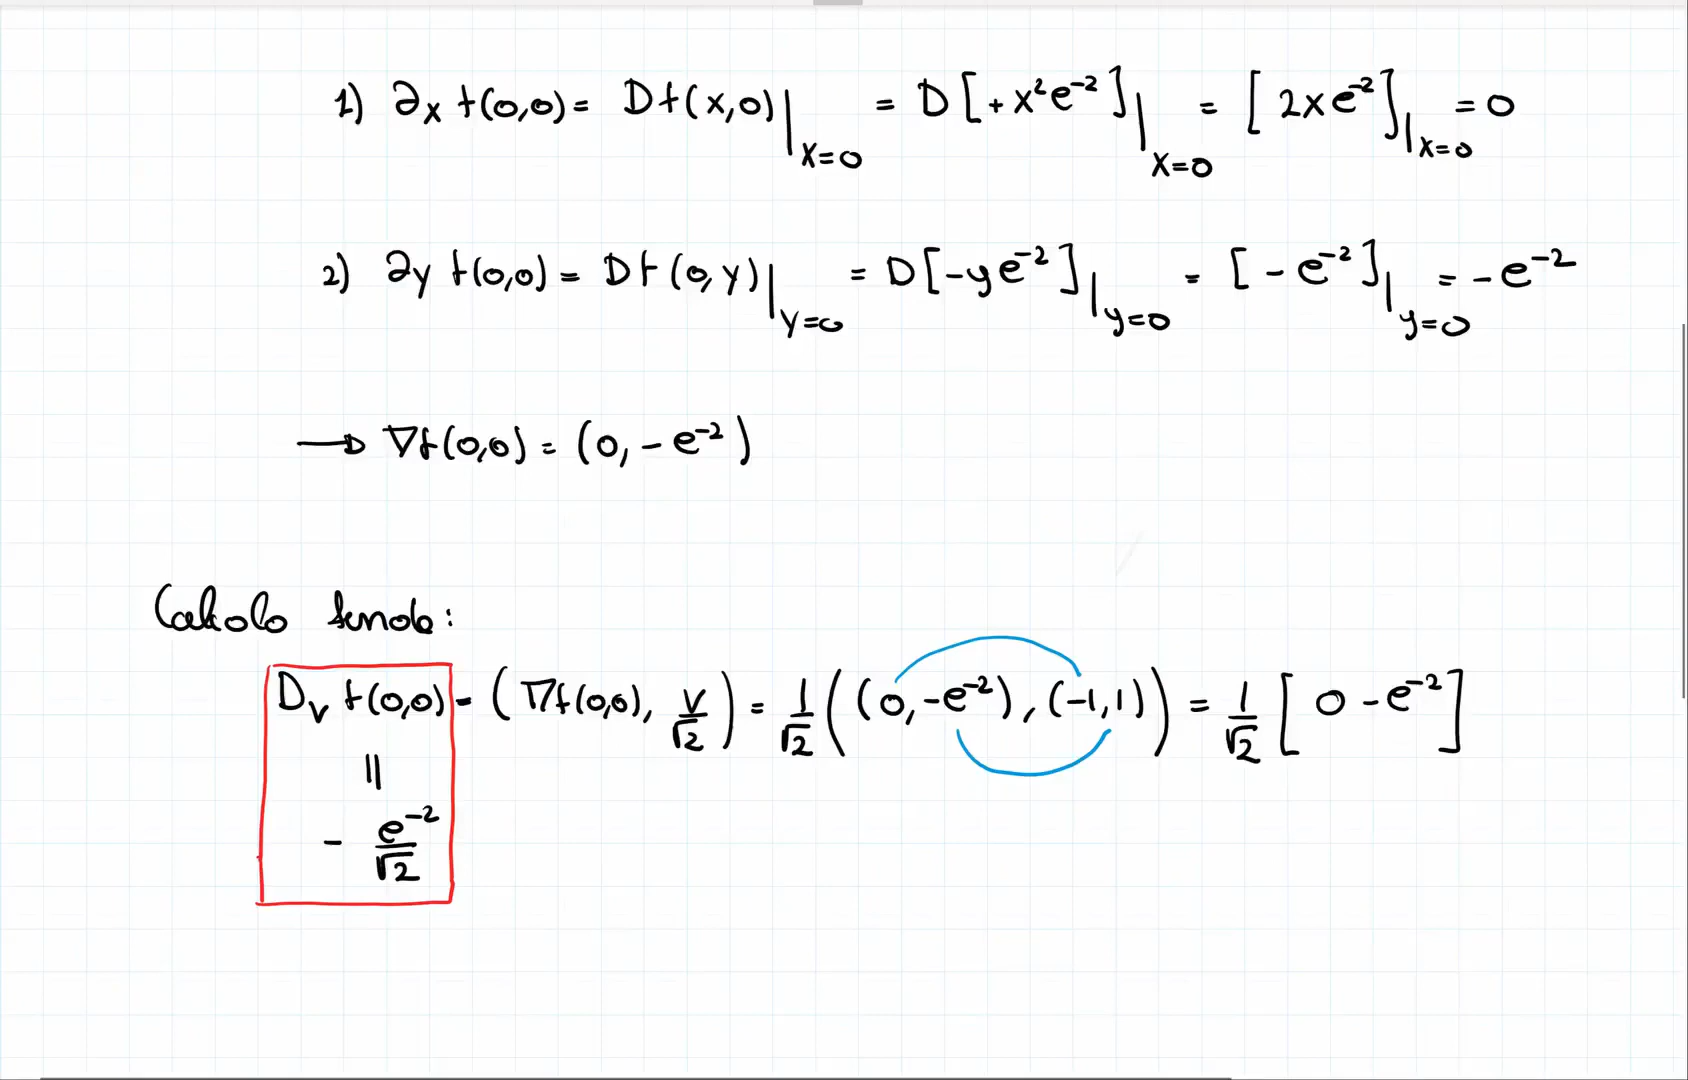 1) ∂x f(0,0) = Df(x,0)|x=0 = D[+x²e⁻²]|x=0 = [2xe⁻²]|x=0 = 0
2) ∂y f(0,0) = Df(0,y)|y=0 = D[-ye⁻²]|y=0 = [-e⁻²]|y=0 = -e⁻²
→ ∇f(0,0) = (0, -e⁻²)
Calcolo :
Dv f(0,0) = (∇f(0,0), v/√2) = 1/√2 ((0, -e⁻²), (-1,1)) = 1/√2 [0 - e⁻²]
||
- e⁻²/√2